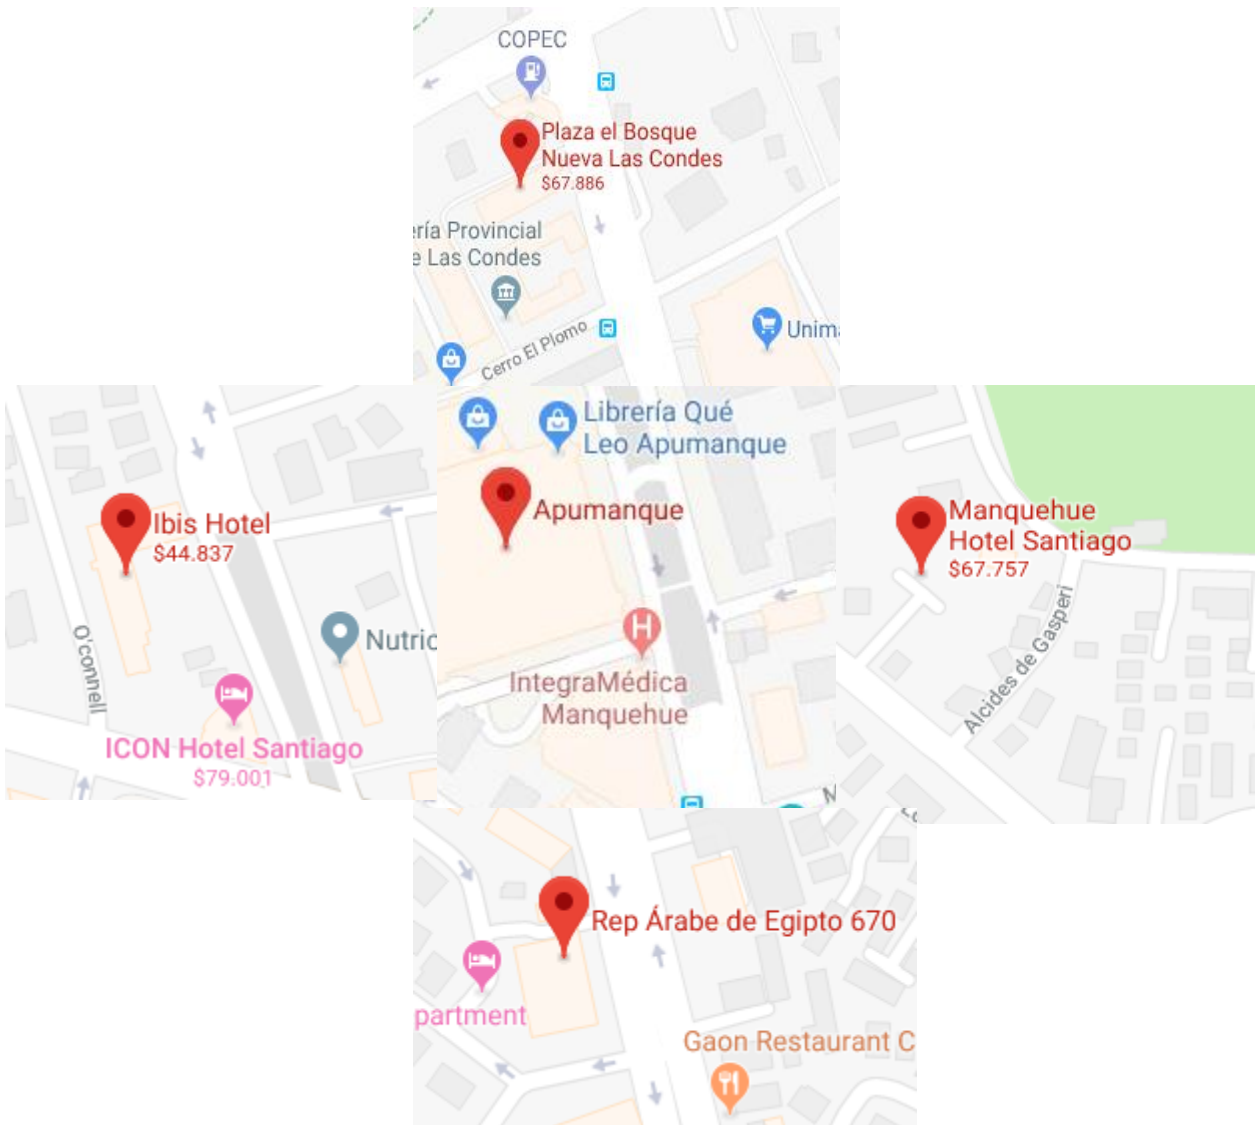 COPEC
Plaza el Bosque
Nueva Las Condes
$67.886
ría Provincial
e Las Condes
Unima
Cerro El Plomo
Librería Qué
Leo Apumanque
Apumanque
IntegraMédica
Manquehue
M
Ibis Hotel
$44.837
O'connell
Nutric
ICON Hotel Santiago
$79.001
Manquehue
Hotel Santiago
$67.757
Alcides de Gasperi
Rep Árabe de Egipto 670
partment
Gaon Restaurant C